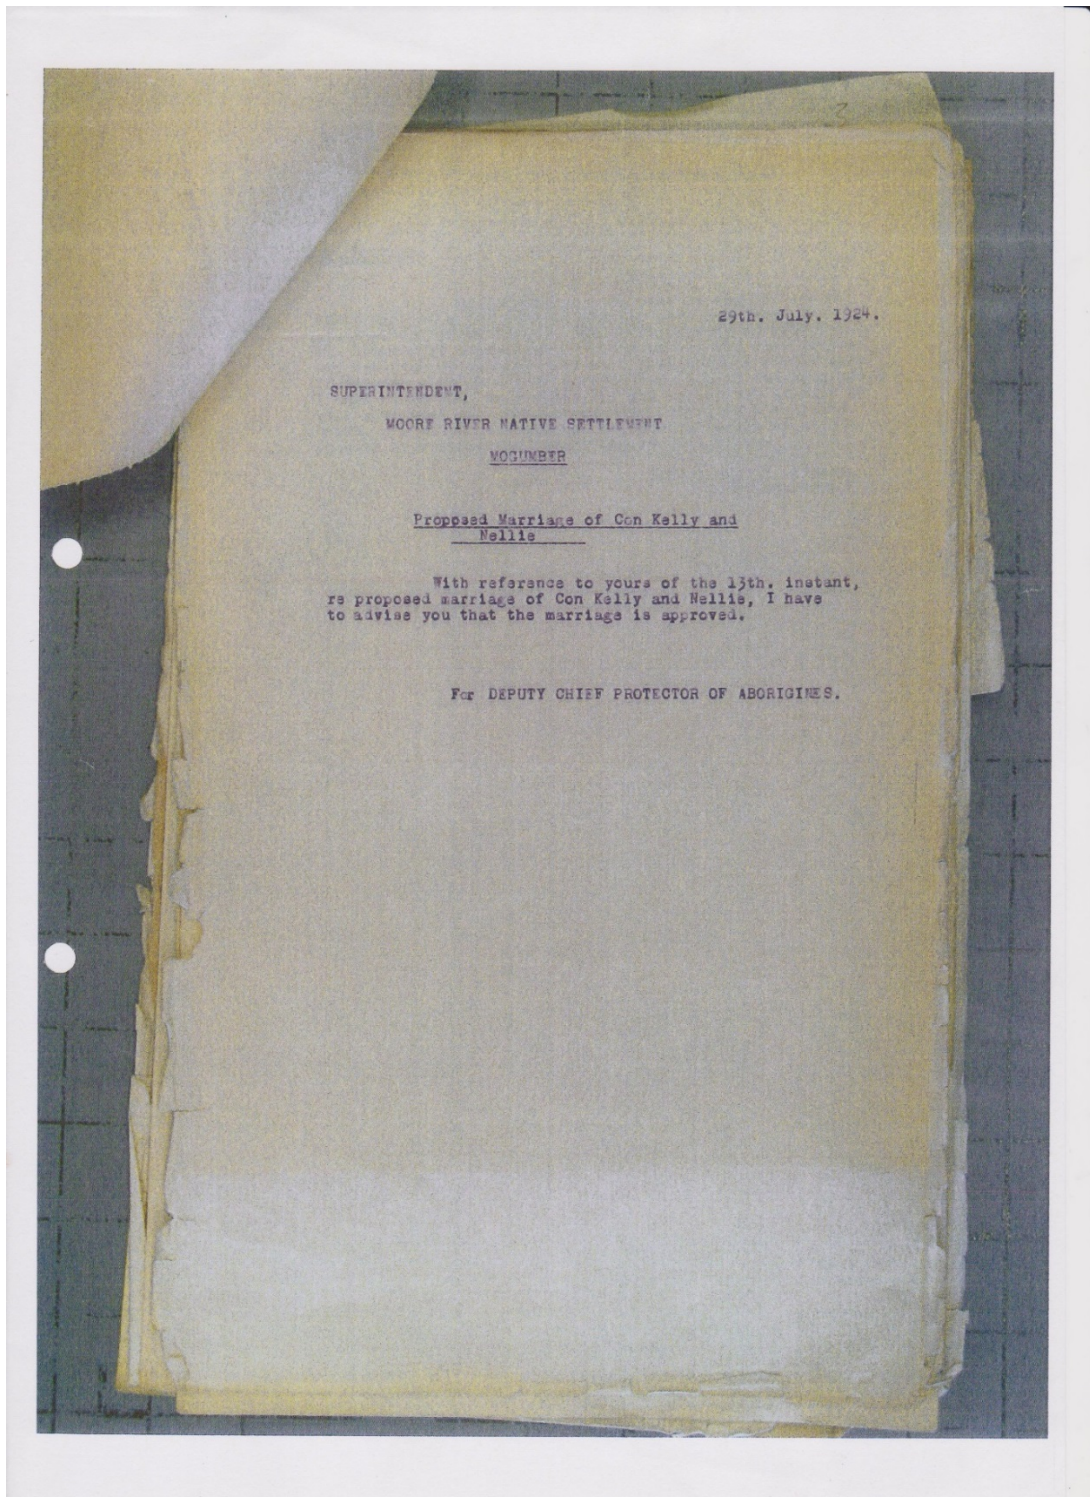 2
29th. July. 1924.
SUPERINTENDENT,
MOORE RIVER NATIVE SETTLEMENT
MOGUMBER
Proposed Marriage of Con Kelly and
Nellie
With reference to yours of the 13th. instant,
re proposed marriage of Con Kelly and Nellie, I have
to advise you that the marriage is approved.
For DEPUTY CHIEF PROTECTOR OF ABORIGINES.